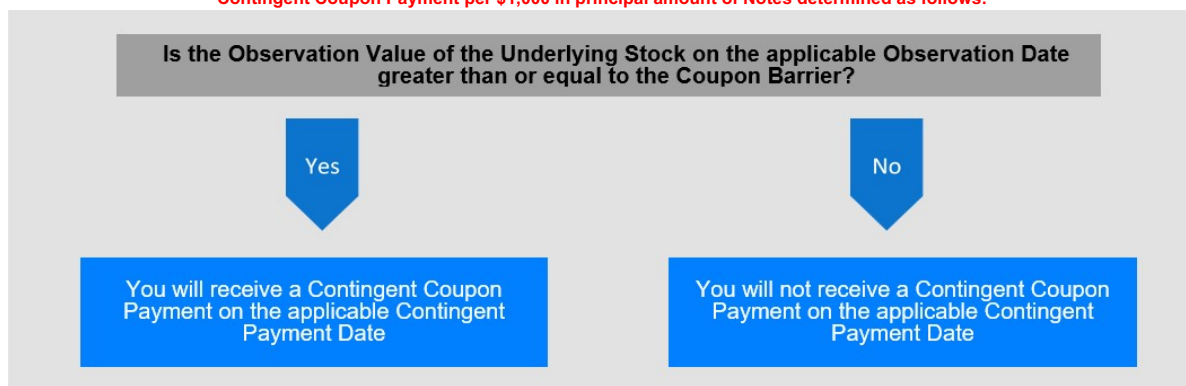 Contingent Coupon Payment per $1,000 in principal amount of Notes determined as follows:
Is the Observation Value of the Underlying Stock on the applicable Observation Date
greater than or equal to the Coupon Barrier?
Yes
No
You will receive a Contingent Coupon
Payment on the applicable Contingent
Payment Date
You will not receive a Contingent Coupon
Payment on the applicable Contingent
Payment Date